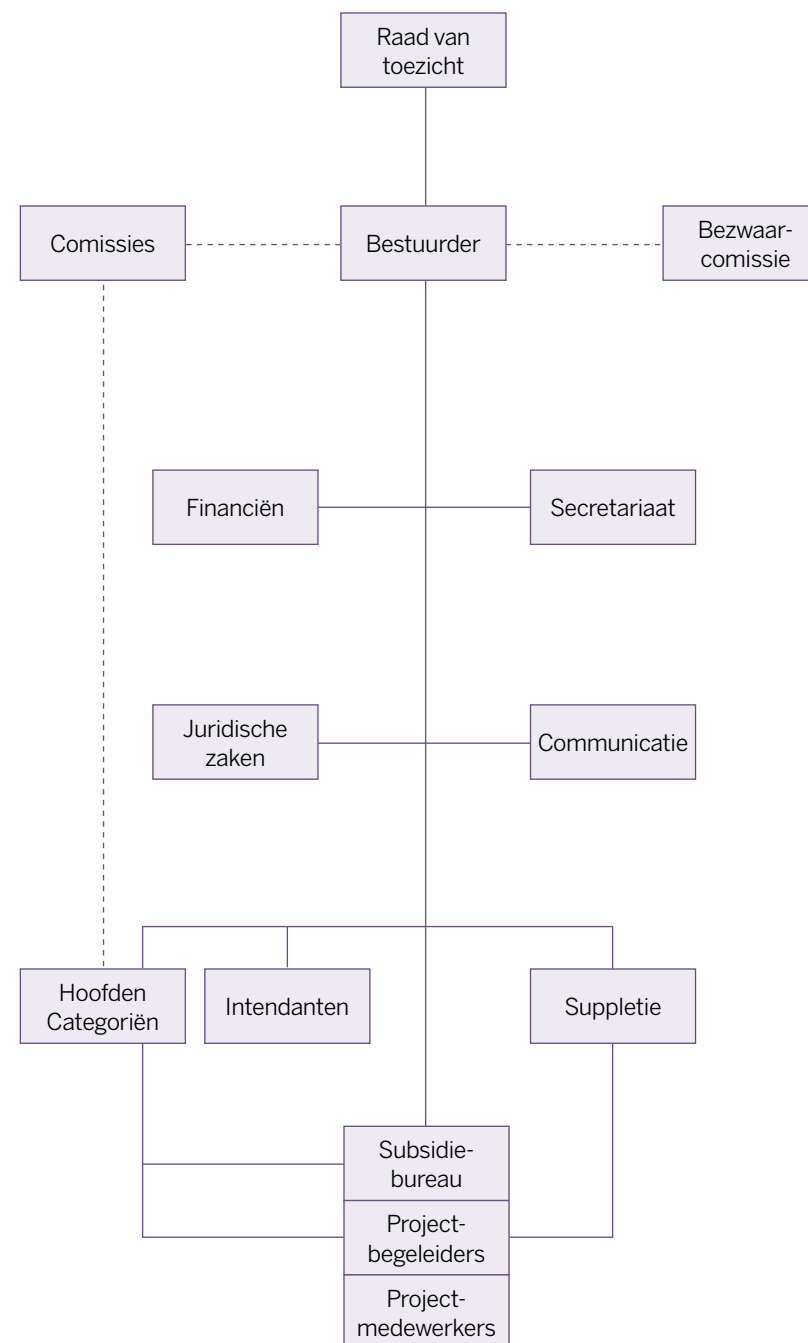 Raad van
toezicht
Comissies
Bestuurder
Bezwaar-
comissie
Financiën
Secretariaat
Juridische
zaken
Communicatie
Hoofden
Categoriën
Intendanten
Suppletie
Subsidie-
bureau
Project-
begeleiders
Project-
medewerkers